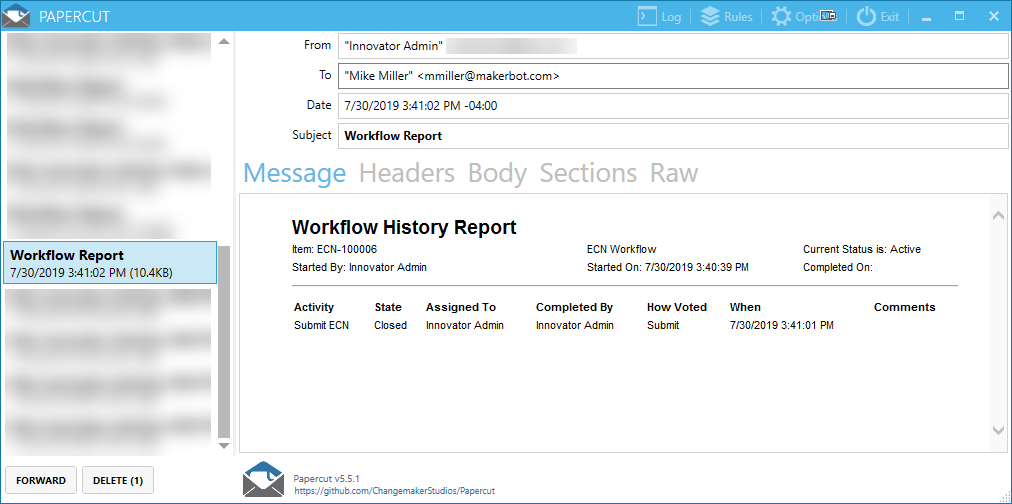 PAPERCUT
Log
Rules
Exit
From "Innovator Admin"
To "Mike Miller" <mmiller@makerbot.com>
Date 7/30/2019 3:41:02 PM -04:00
Subject Workflow Report
Workflow Report
7/30/2019 3:41:02 PM (10.4KB)
Message Headers Body Sections Raw
Workflow History Report
Item: ECN-100006 ECN Workflow Current Status is: Active
Started By: Innovator Admin Started On: 7/30/2019 3:40:39 PM Completed On:
Activity State Assigned To Completed By How Voted When Comments
Submit ECN Closed Innovator Admin Innovator Admin Submit 7/30/2019 3:41:01 PM
FORWARD DELETE (1)
Papercut v5.5.1
https://github.com/ChangemakerStudios/Papercut